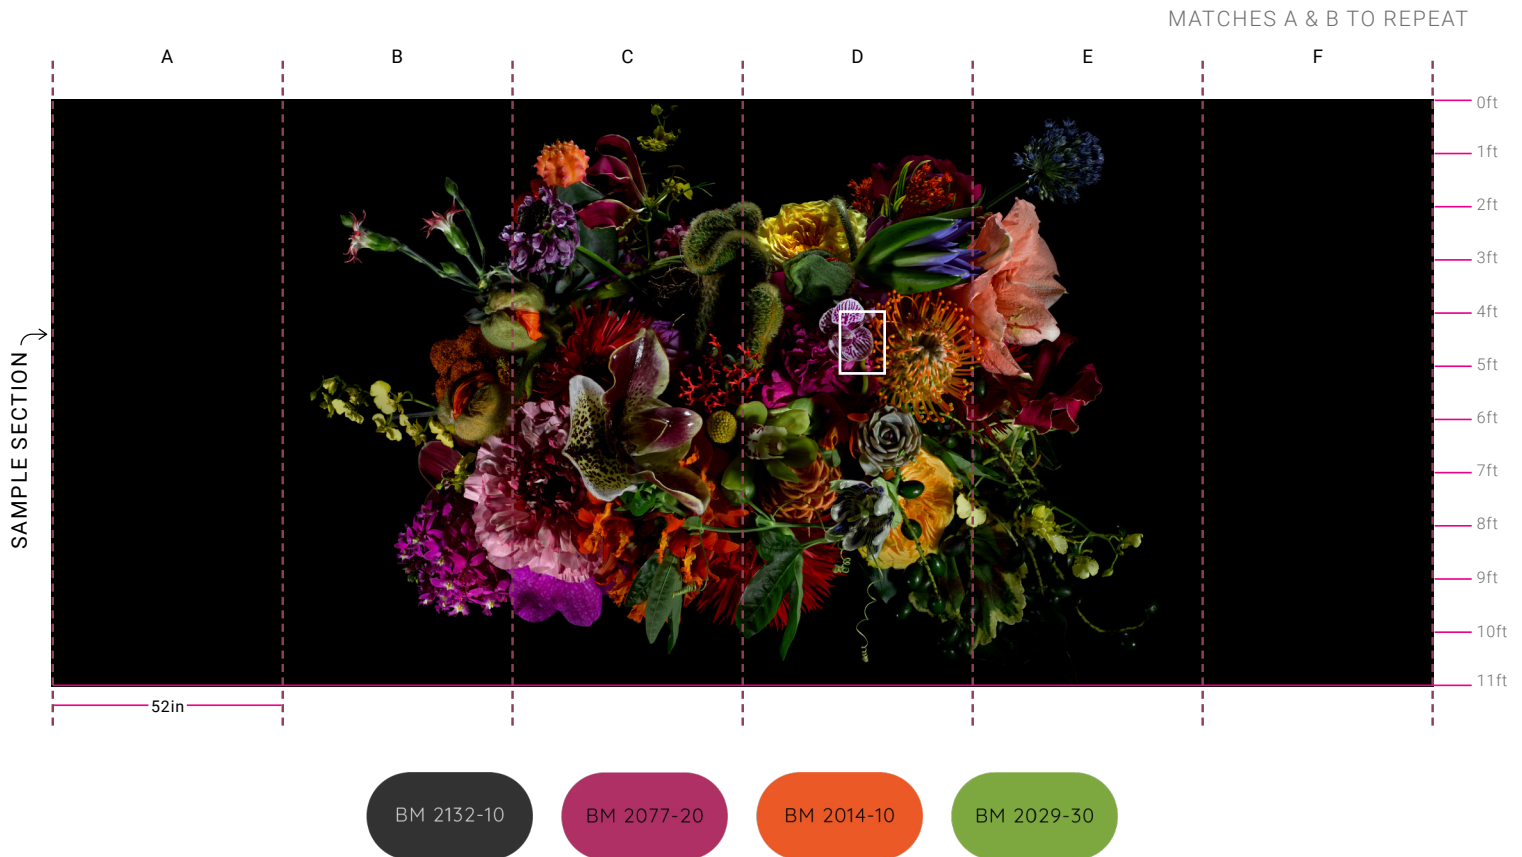 MATCHES A & B TO REPEAT
A B C D E F
0ft
1ft
2ft
3ft
4ft
5ft
6ft
7ft
8ft
9ft
10ft
11ft
SAMPLE SECTION
52in
BM 2132-10
BM 2077-20
BM 2014-10
BM 2029-30